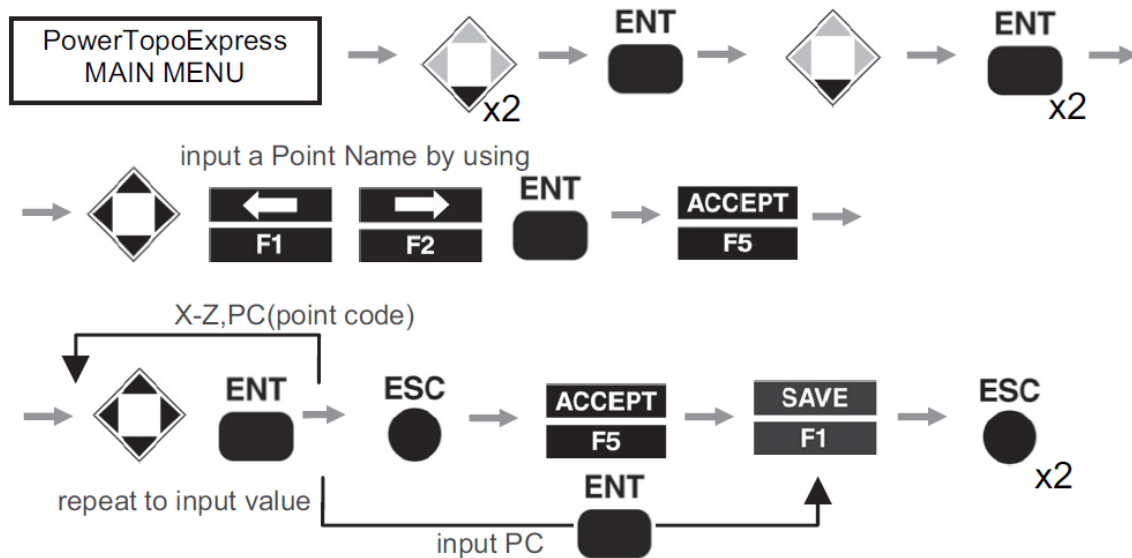 PowerTopoExpress
MAIN MENU
x2
ENT
ENT
x2
input a Point Name by using
F1
F2
ENT
ACCEPT
F5
X-Z,PC(point code)
ENT
repeat to input value
ESC
ACCEPT
F5
SAVE
F1
ESC
x2
ENT
input PC